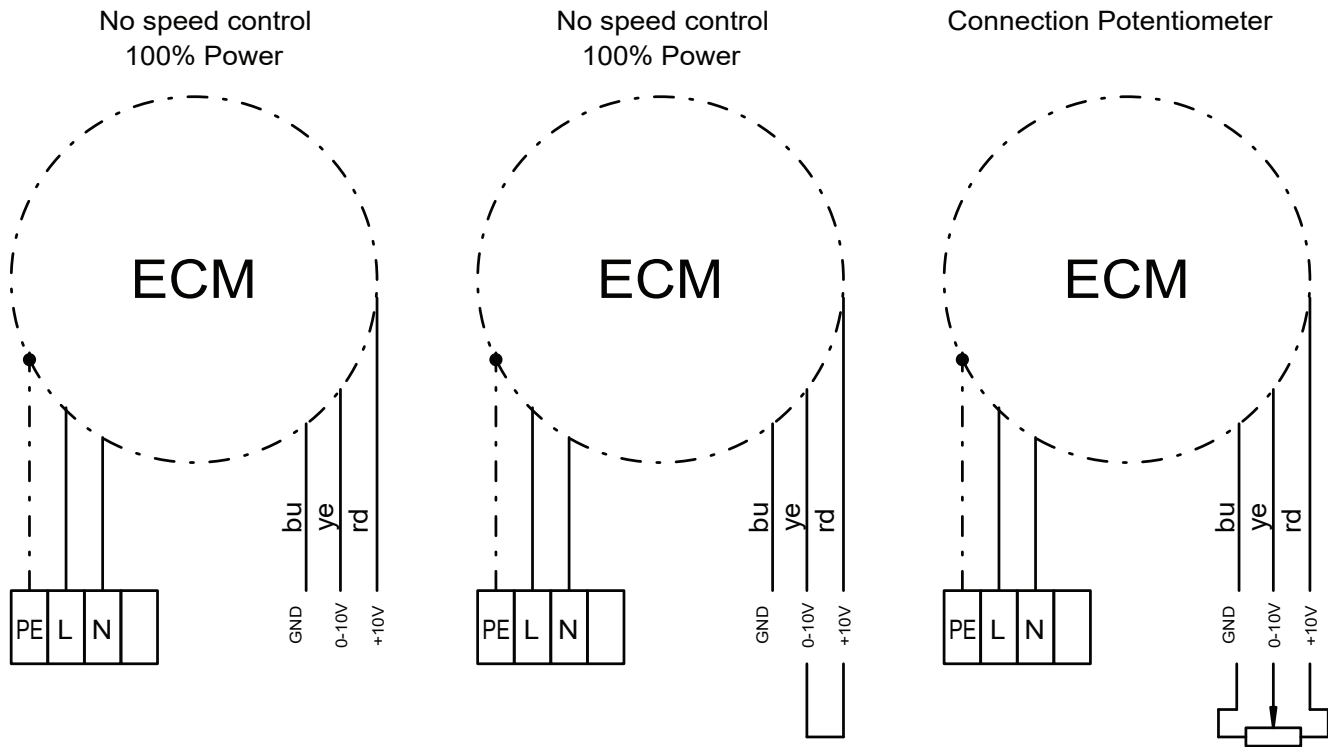 No speed control
100% Power
ECM
bu
ye
rd
PE L N
GND
0-10V
+10V
No speed control
100% Power
ECM
bu
ye
rd
PE L N
GND
0-10V
+10V
Connection Potentiometer
ECM
bu
ye
rd
PE L N
GND
0-10V
+10V